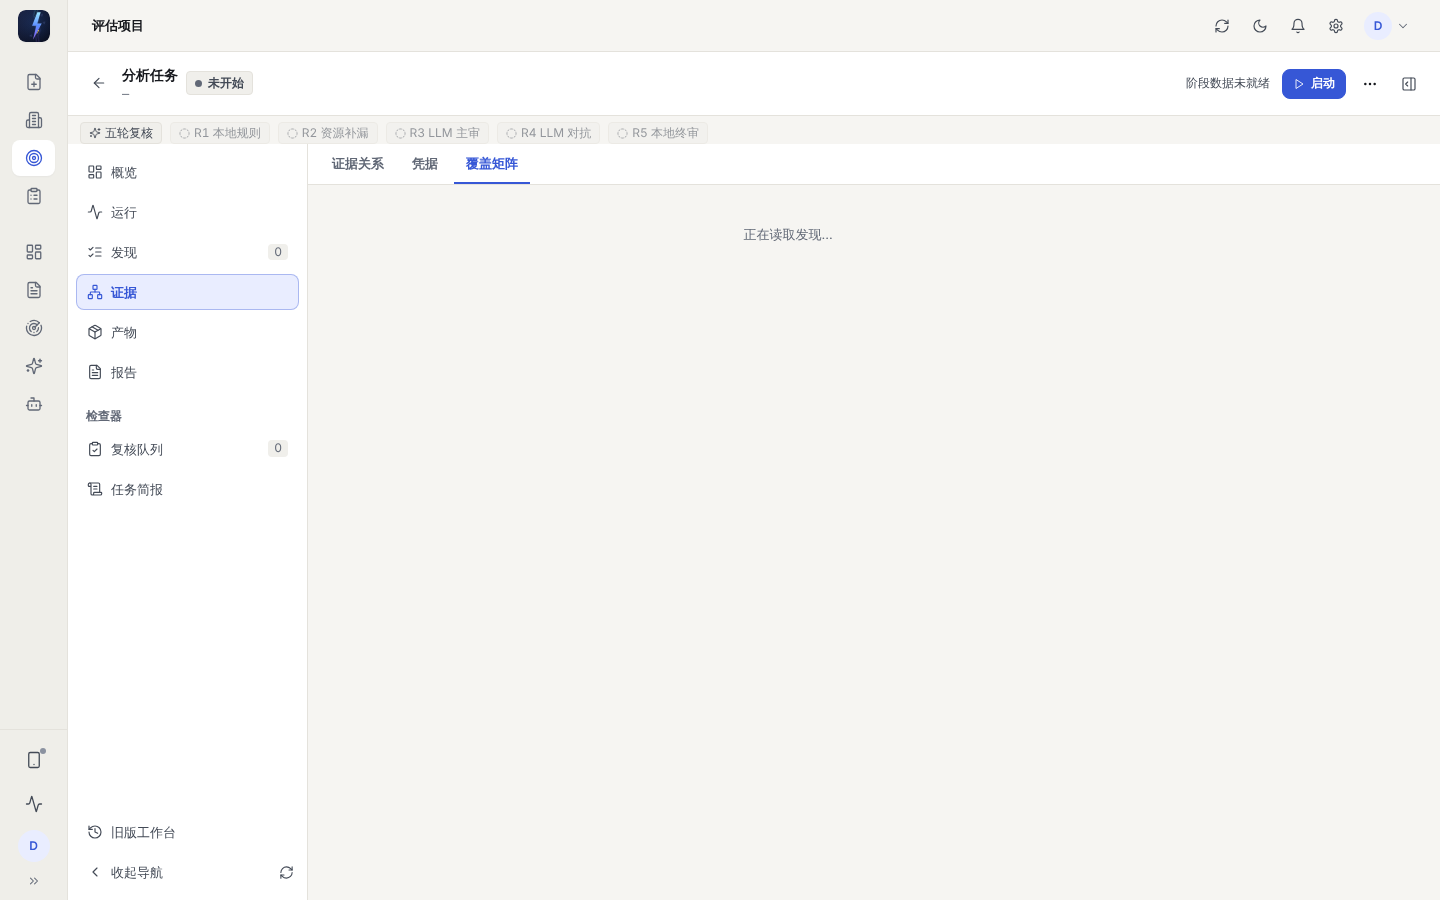 评估项目
D
分析任务
–
未开始
阶段数据未就绪
启动
五轮复核
R1 本地规则
R2 资源补漏
R3 LLM 主审
R4 LLM 对抗
R5 本地终审
概览
运行
发现 0
证据
产物
报告
检查器
复核队列 0
任务简报
旧版工作台
收起导航
证据关系 凭据 覆盖矩阵
正在读取发现...
D